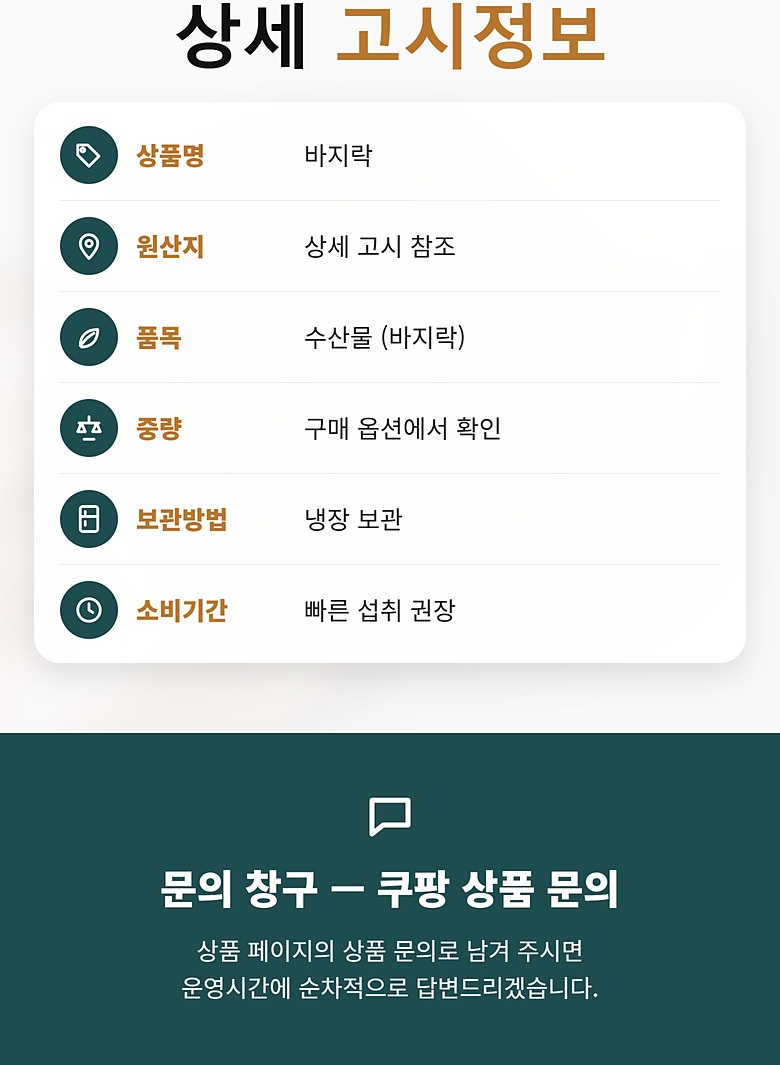 상세 고시정보
상품명 바지락
원산지 상세 고시 참조
품목 수산물 (바지락)
중량 구매 옵션에서 확인
보관방법 냉장 보관
소비기간 빠른 섭취 권장
문의 창구 — 쿠팡 상품 문의
상품 페이지의 상품 문의로 남겨 주시면
운영시간에 순차적으로 답변드리겠습니다.